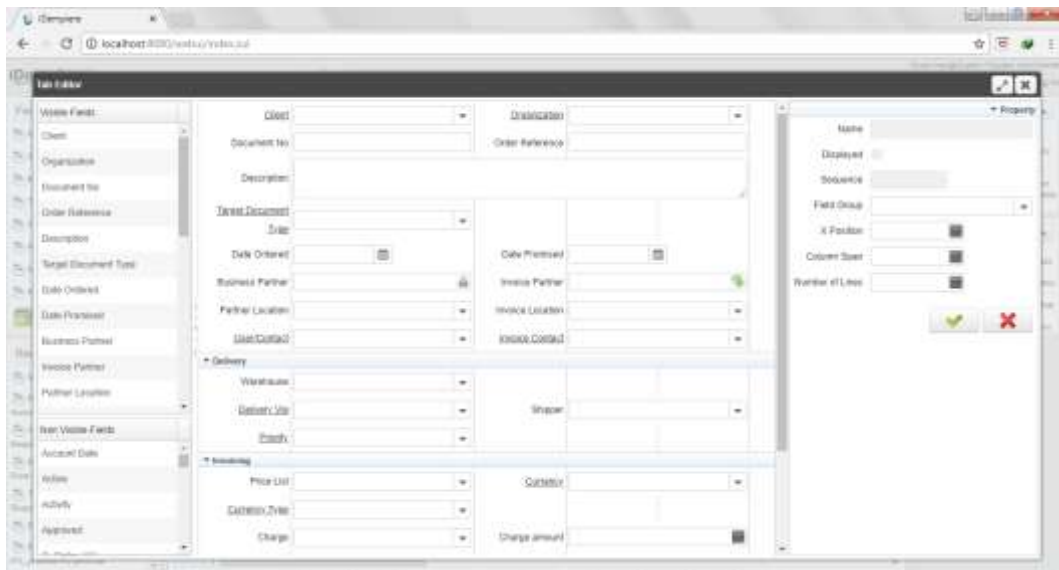 iDempiere
localhost:8080/webui/index.zul
Tab Editor
Visible Fields
Client
Organization
Document No
Order Reference
Description
Target Document Type
Date Ordered
Date Promised
Business Partner
Invoice Partner
Partner Location
Non Visible Fields
Account Date
Active
Activity
Approved
Client
Organization
Document No
Order Reference
Description
Target Document
Type
Date Ordered
Date Promised
Business Partner
Invoice Partner
Partner Location
Invoice Location
User/Contact
Invoice Contact
Delivery
Warehouse
Delivery Via
Shipper
Priority
Invoicing
Price List
Currency
Currency Type
Charge
Charge amount
Property
Name
Displayed
Sequence
Field Group
X Position
Column Span
Number of Lines